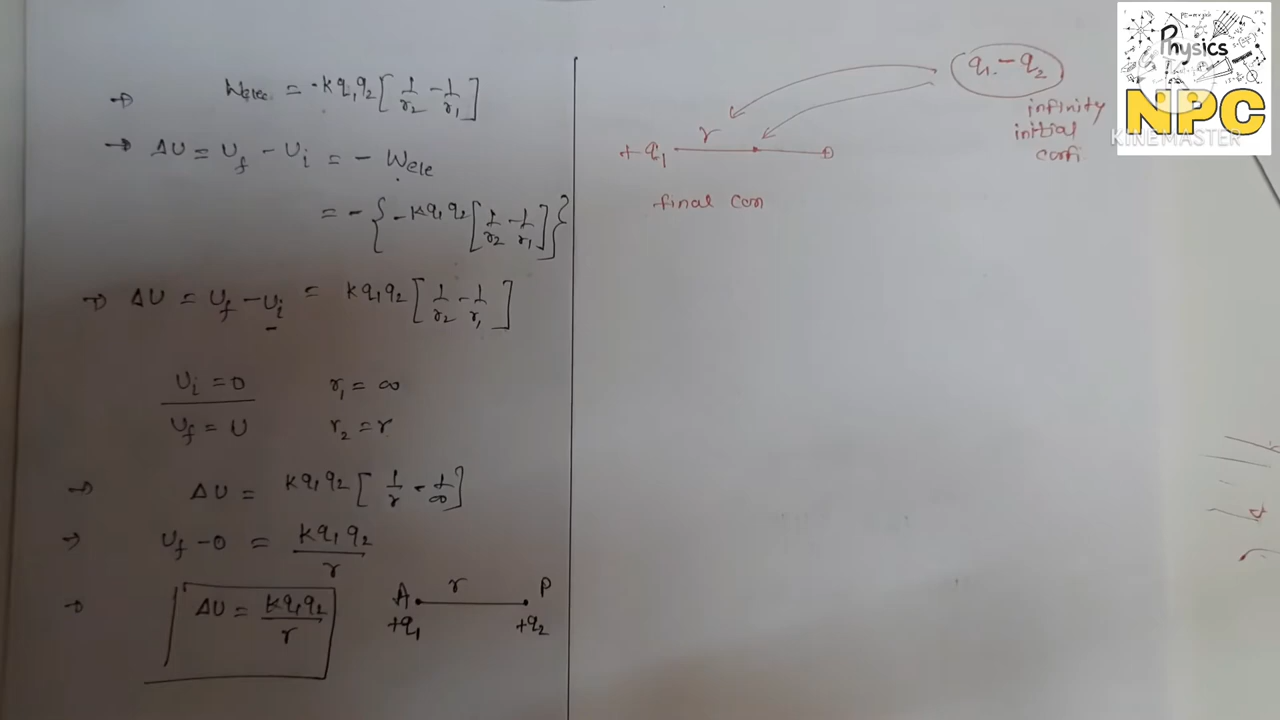 → Wele = -kq₁q₂[1/r₂ - 1/r₁]
→ ΔU = Uf - Ui = - Wele
= -{-kq₁q₂[1/r₂ - 1/r₁]}
→ ΔU = Uf - Ui = kq₁q₂[1/r₂ - 1/r₁]
Ui = 0 r₁ = ∞
Uf = U r₂ = r
→ ΔU = kq₁q₂[1/r - 1/∞]
→ Uf - 0 = kq₁q₂/r
→ ΔU = kq₁q₂/r
A r P
+q₁ +q₂
q₁ - q₂
infinity
initial
confi
r
+q₁
final con
Physics
NPC
KINEMASTER